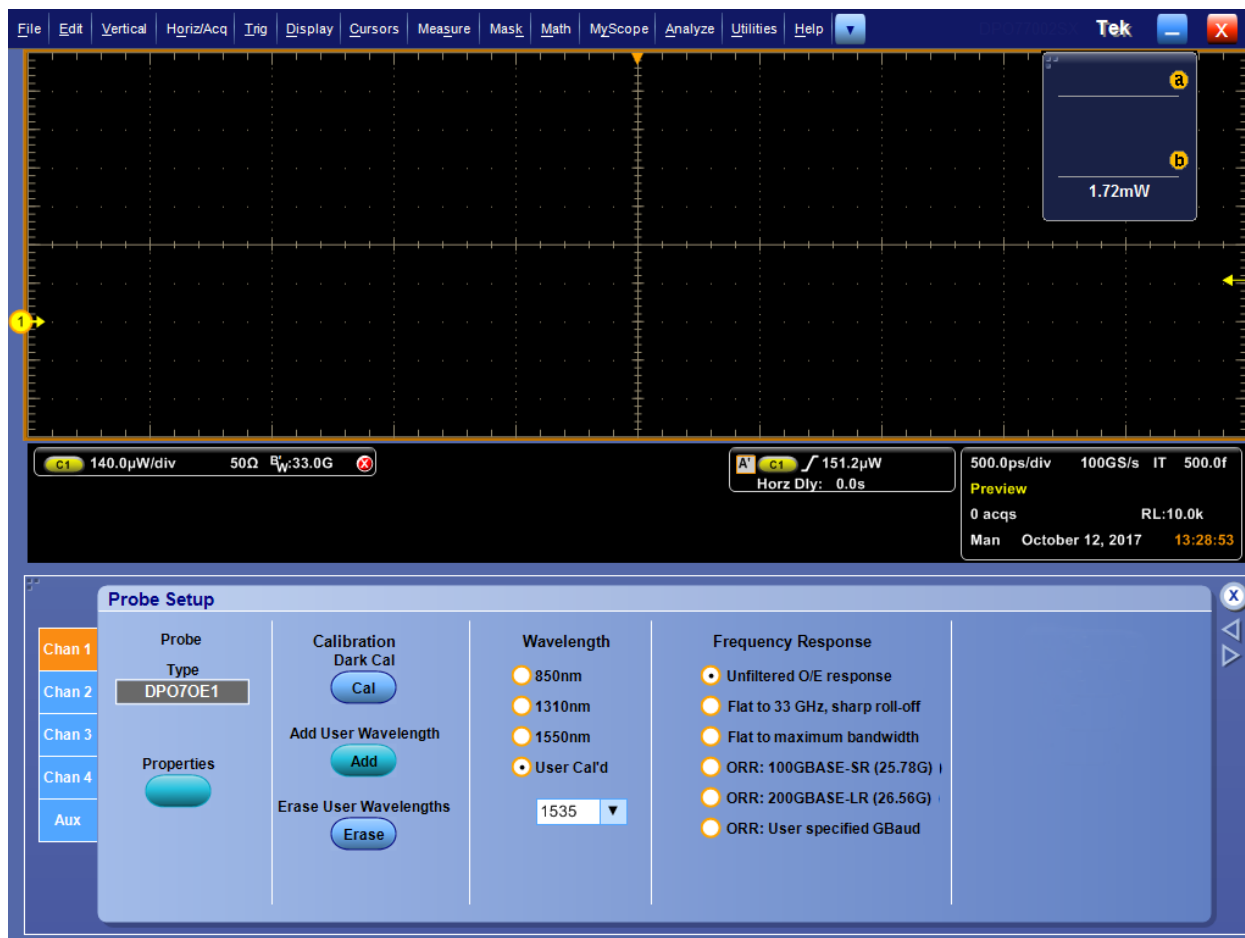 File Edit Vertical Horiz/Acq Trig Display Cursors Measure Mask Math MyScope Analyze Utilities Help Tek X
a
b
1.72mW
1
C1 140.0µW/div 50Ω BW:33.0G
A' C1 151.2µW
Horz Dly: 0.0s
500.0ps/div 100GS/s IT 500.0f
Preview
0 acqs RL:10.0k
Man October 12, 2017 13:28:53
Probe Setup
X
Chan 1
Chan 2
Chan 3
Chan 4
Aux
Probe
Type
DPO7OE1
Properties
Calibration
Dark Cal
Cal
Add User Wavelength
Add
Erase User Wavelengths
Erase
Wavelength
850nm
1310nm
1550nm
User Cal'd
1535
Frequency Response
Unfiltered O/E response
Flat to 33 GHz, sharp roll-off
Flat to maximum bandwidth
ORR: 100GBASE-SR (25.78G)
ORR: 200GBASE-LR (26.56G)
ORR: User specified GBaud